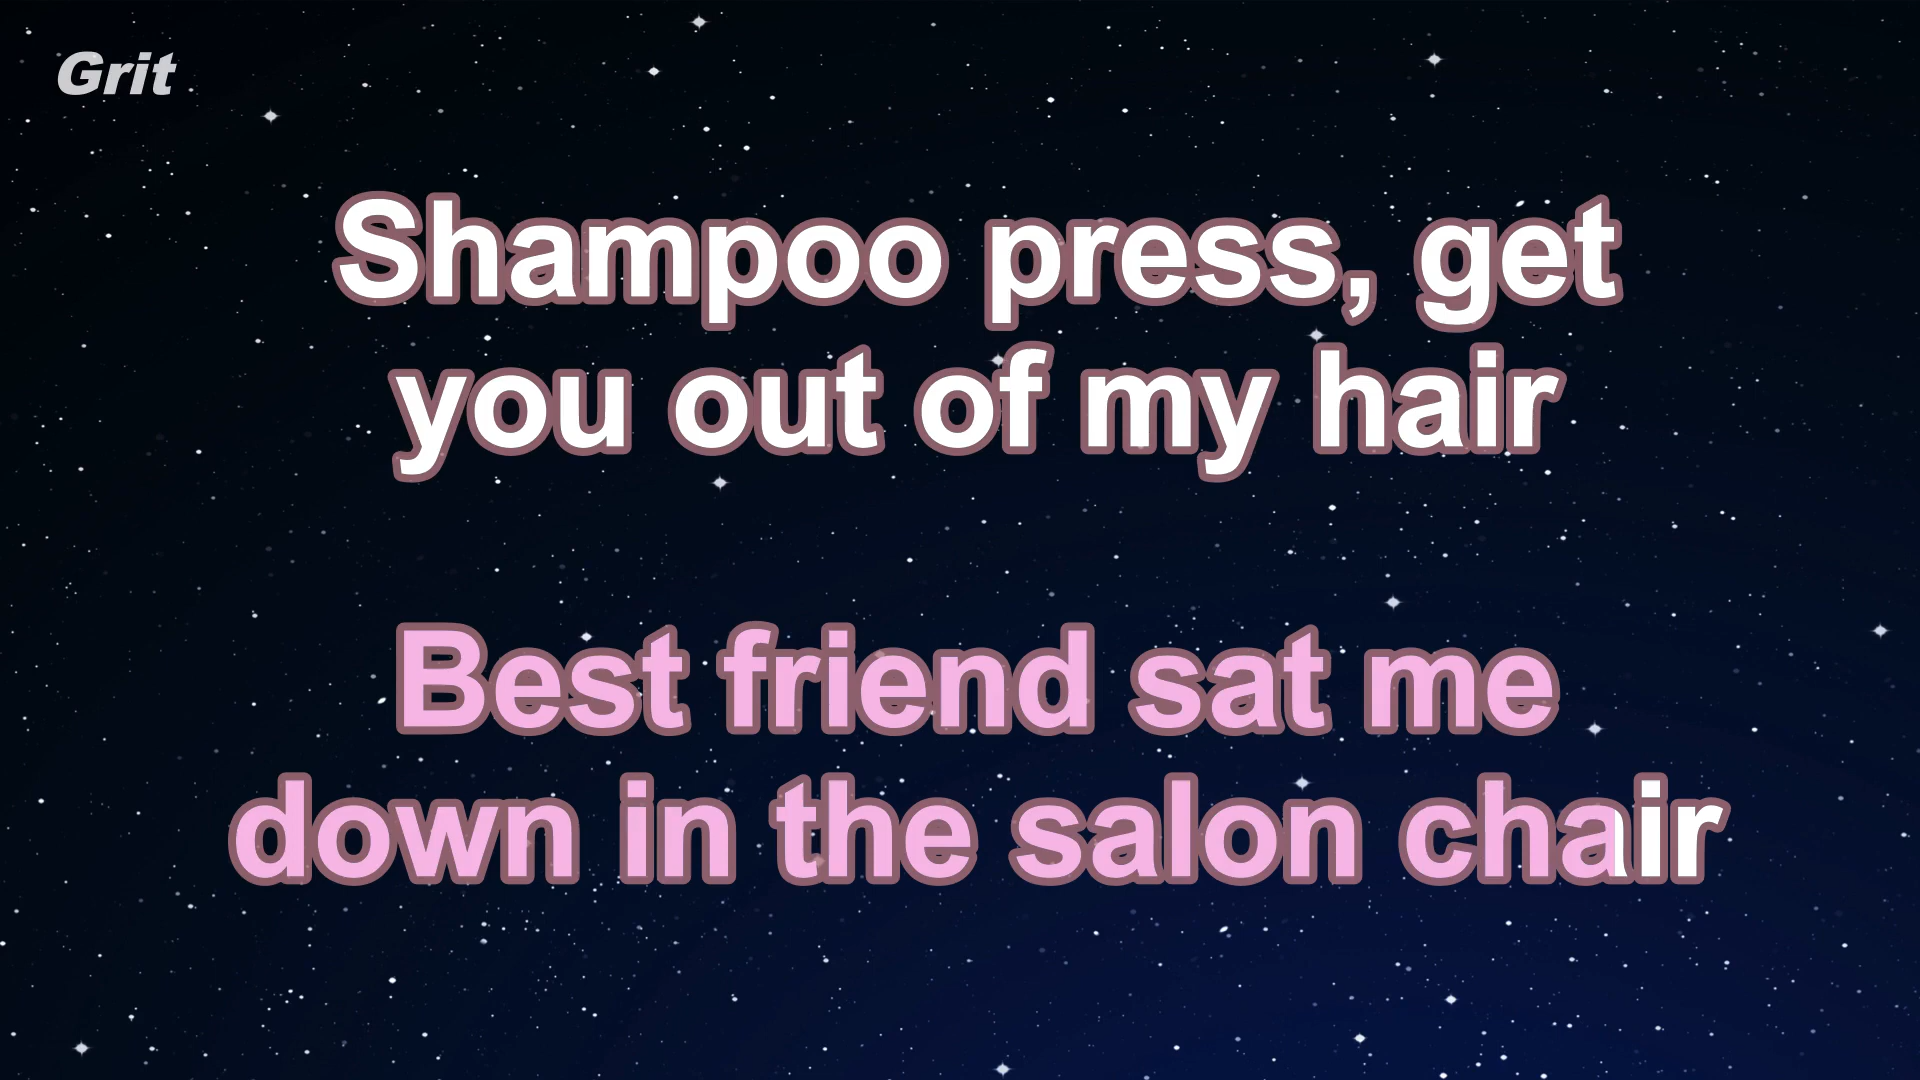 Grit
Shampoo press, get
you out of my hair
Best friend sat me
down in the salon chair